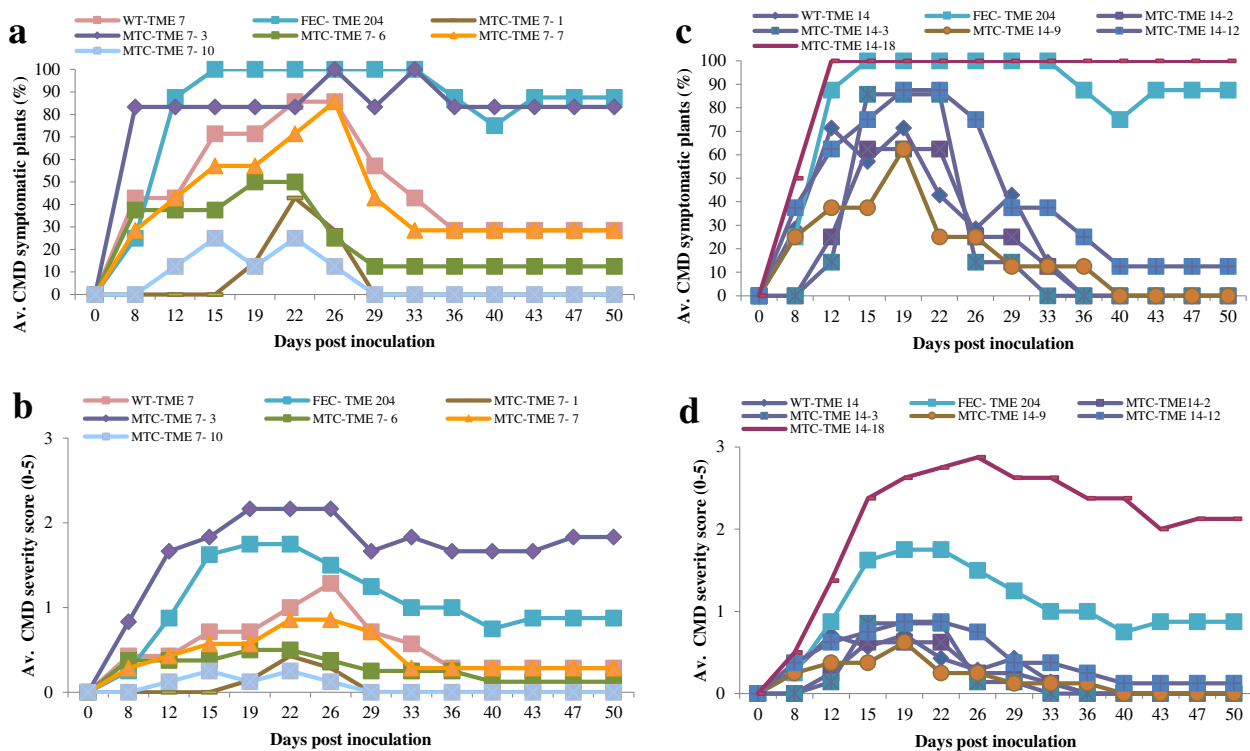 a
WT-TME 7 FEC- TME 204 MTC-TME 7- 1
MTC-TME 7- 3 MTC-TME 7- 6 MTC-TME 7- 7
MTC-TME 7- 10
100
90
80
70
60
50
40
30
20
10
0
Av. CMD symptomatic plants (%)
0 8 12 15 19 22 26 29 33 36 40 43 47 50
Days post inoculation
c
WT-TME 14 FEC- TME 204 MTC-TME 14-2
MTC-TME 14-3 MTC-TME 14-9 MTC-TME 14-12
MTC-TME 14-18
100
90
80
70
60
50
40
30
20
10
0
Av. CMD symptomatic plants (%)
0 8 12 15 19 22 26 29 33 36 40 43 47 50
Days post inoculation
b
WT-TME 7 FEC- TME 204 MTC-TME 7- 1
MTC-TME 7- 3 MTC-TME 7- 6 MTC-TME 7- 7
MTC-TME 7- 10
3
2
1
0
Av. CMD severity score (0-5)
0 8 12 15 19 22 26 29 33 36 40 43 47 50
Days post inoculation
d
WT-TME 14 FEC- TME 204 MTC-TME14-2
MTC-TME 14-3 MTC-TME 14-9 MTC-TME 14-12
MTC-TME 14-18
3
2
1
0
Av. CMD severity score (0-5)
0 8 12 15 19 22 26 29 33 36 40 43 47 50
Days post inoculation